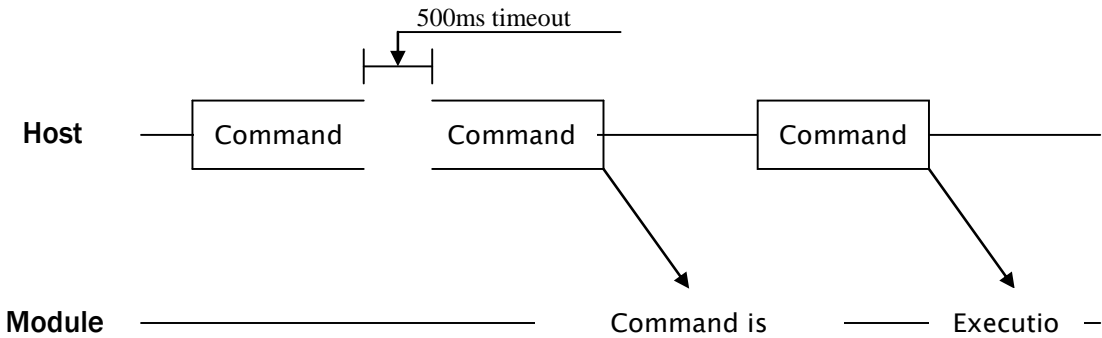 500ms timeout
Host Command Command Command
Module Command is Executio